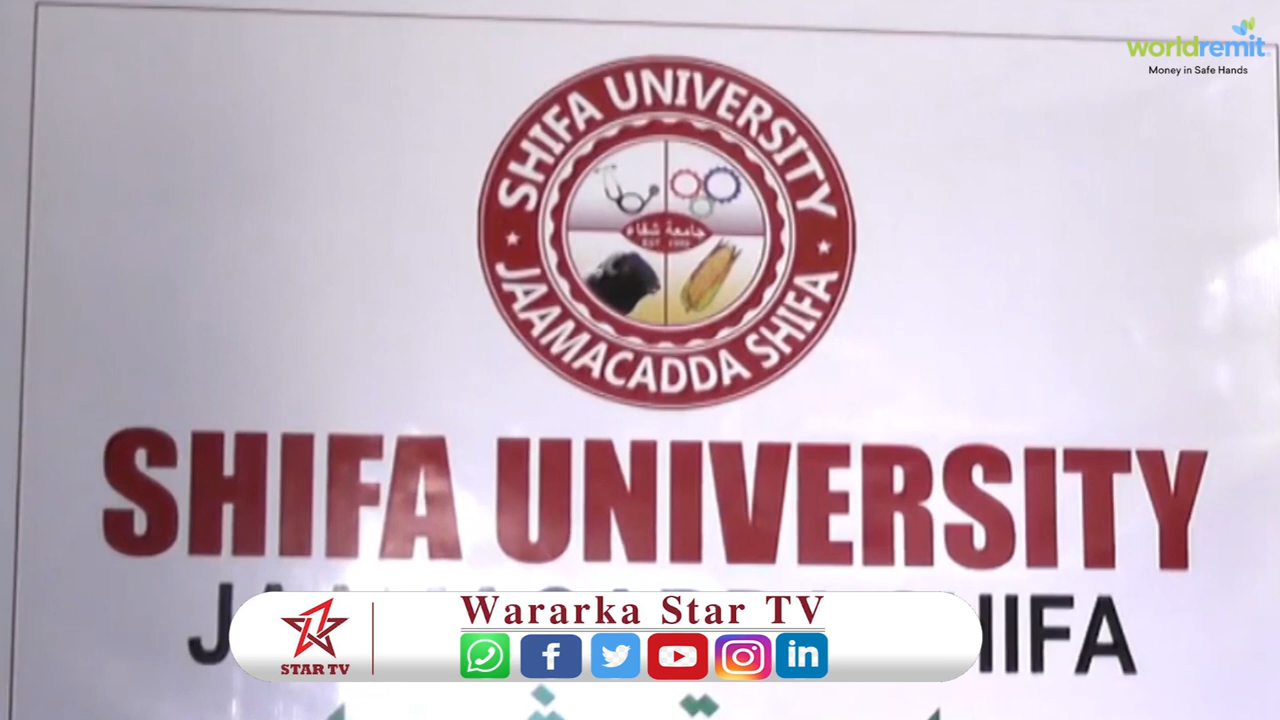 worldremit
Money in Safe Hands
SHIFA UNIVERSITY
جامعة شفاء
JAAMACADDA SHIFA
SHIFA UNIVERSITY
Wararka Star TV
STAR TV